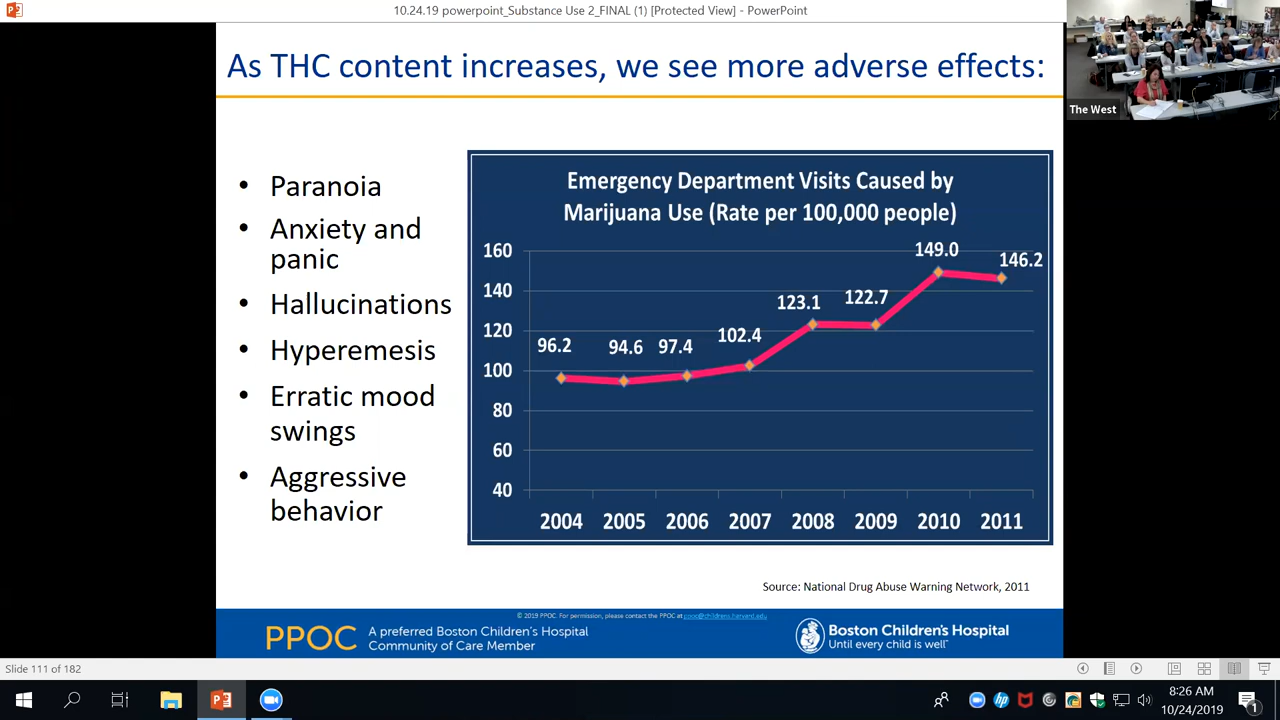 10.24.19 powerpoint_Substance Use 2_FINAL (1) [Protected View] - PowerPoint
As THC content increases, we see more adverse effects:
The West
• Paranoia
• Anxiety and
panic
• Hallucinations
• Hyperemesis
• Erratic mood
swings
• Aggressive
behavior
Emergency Department Visits Caused by
Marijuana Use (Rate per 100,000 people)
160
140
120
100
80
60
40
96.2
94.6
97.4
102.4
123.1
122.7
149.0
146.2
2004 2005 2006 2007 2008 2009 2010 2011
Source: National Drug Abuse Warning Network, 2011
© 2019 PPOC. For permission, please contact the PPOC at ppoc@childrens.harvard.edu
PPOC
A preferred Boston Children's Hospital
Community of Care Member
Boston Children's Hospital
Until every child is well™
Slide 111 of 182
8:26 AM
10/24/2019
1